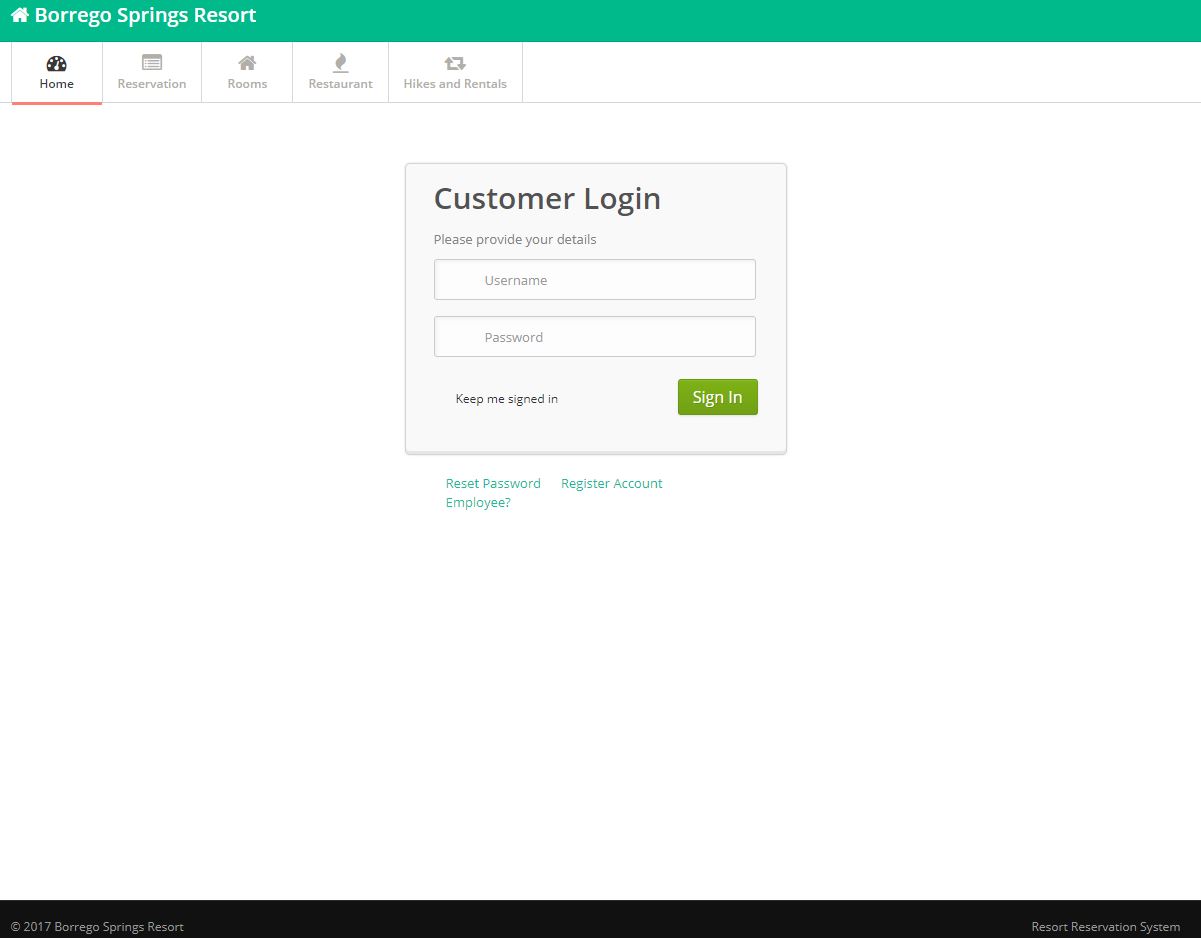 Borrego Springs Resort
Home
Reservation
Rooms
Restaurant
Hikes and Rentals
Customer Login
Please provide your details
Username
Password
Keep me signed in
Sign In
Reset Password
Register Account
Employee?
© 2017 Borrego Springs Resort
Resort Reservation System